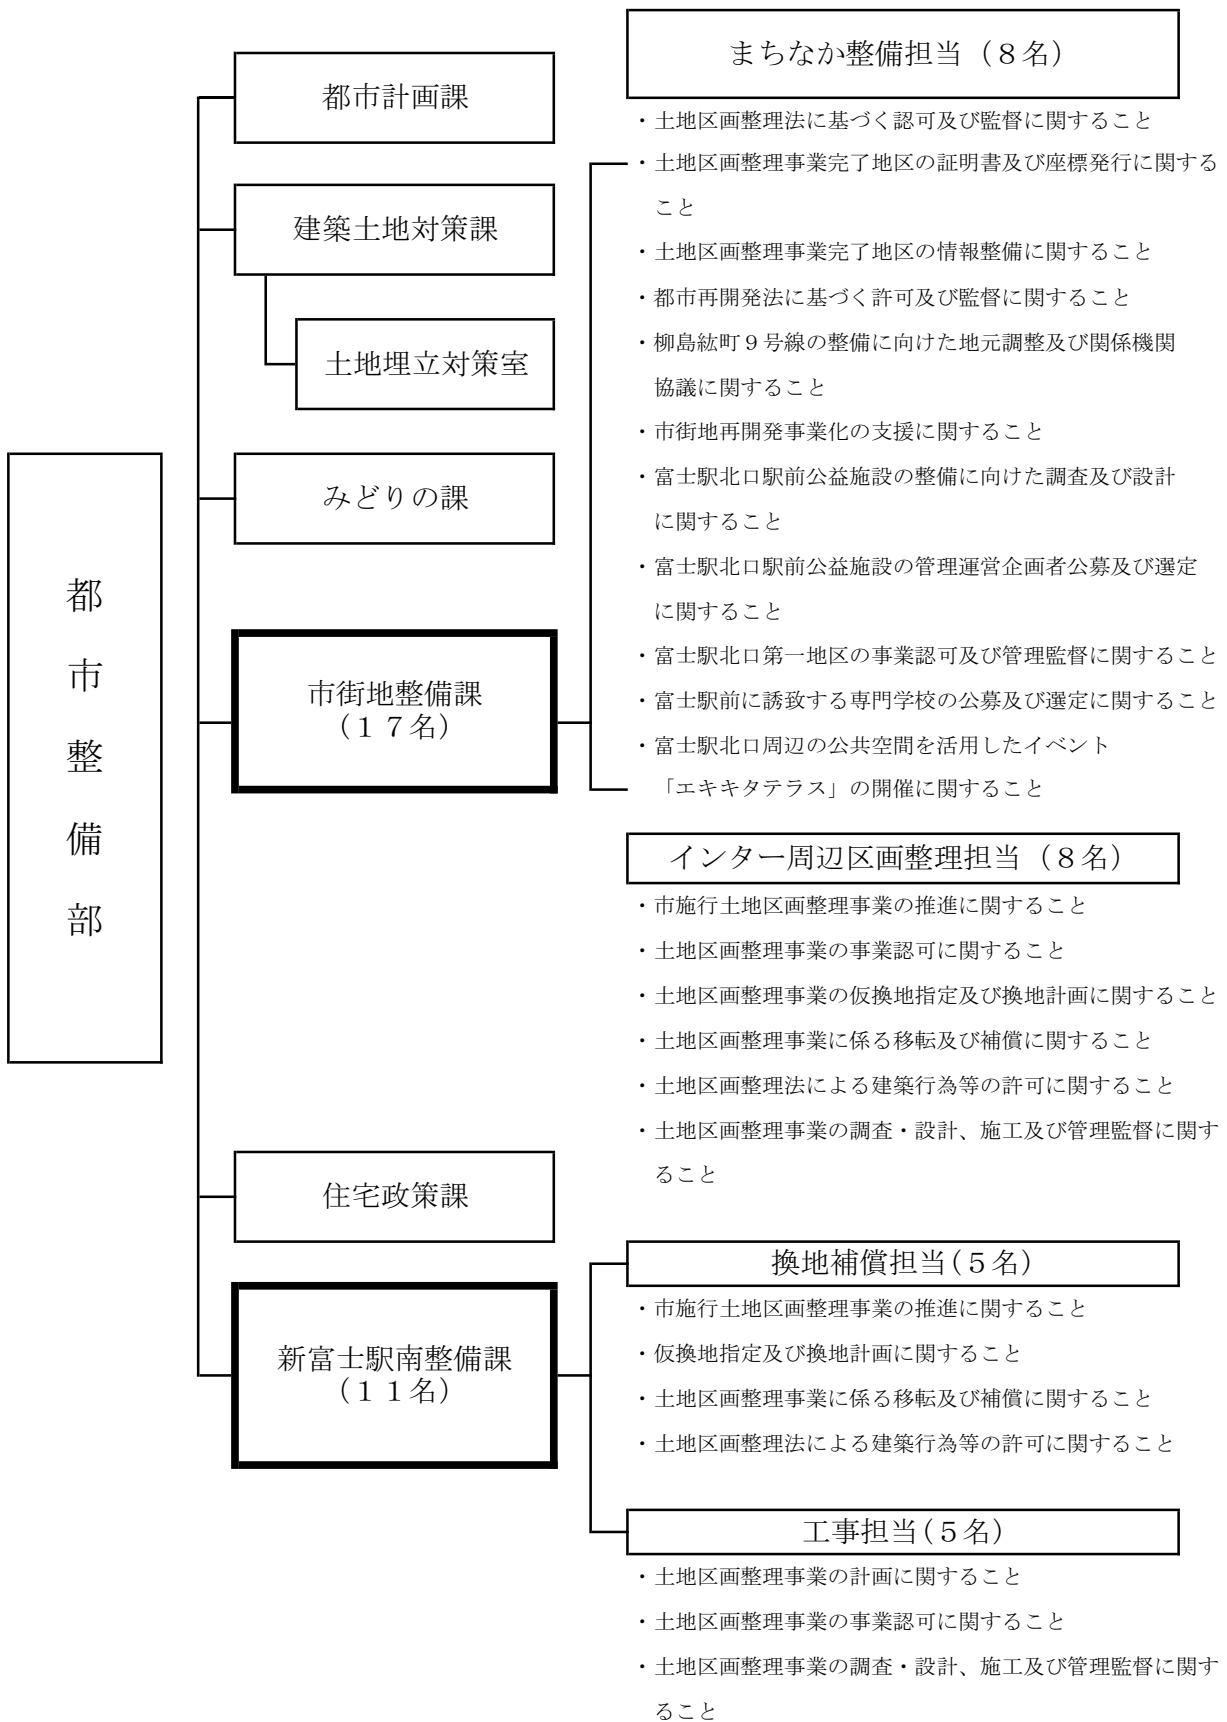 都市整備部
都市計画課
建築土地対策課
土地埋立対策室
みどりの課
市街地整備課
（１７名）
まちなか整備担当（８名）
・土地区画整理法に基づく認可及び監督に関すること
・土地区画整理事業完了地区の証明書及び座標発行に関する
こと
・土地区画整理事業完了地区の情報整備に関すること
・都市再開発法に基づく許可及び監督に関すること
・柳島紘町９号線の整備に向けた地元調整及び関係機関
協議に関すること
・市街地再開発事業化の支援に関すること
・富士駅北口駅前公益施設の整備に向けた調査及び設計
に関すること
・富士駅北口駅前公益施設の管理運営企画者公募及び選定
に関すること
・富士駅北口第一地区の事業認可及び管理監督に関すること
・富士駅前に誘致する専門学校の公募及び選定に関すること
・富士駅北口周辺の公共空間を活用したイベント
「エキキタテラス」の開催に関すること
インター周辺区画整理担当（８名）
・市施行土地区画整理事業の推進に関すること
・土地区画整理事業の事業認可に関すること
・土地区画整理事業の仮換地指定及び換地計画に関すること
・土地区画整理事業に係る移転及び補償に関すること
・土地区画整理法による建築行為等の許可に関すること
・土地区画整理事業の調査・設計、施工及び管理監督に関す
ること
住宅政策課
新富士駅南整備課
（１１名）
換地補償担当(５名)
・市施行土地区画整理事業の推進に関すること
・仮換地指定及び換地計画に関すること
・土地区画整理事業に係る移転及び補償に関すること
・土地区画整理法による建築行為等の許可に関すること
工事担当(５名)
・土地区画整理事業の計画に関すること
・土地区画整理事業の事業認可に関すること
・土地区画整理事業の調査・設計、施工及び管理監督に関す
ること